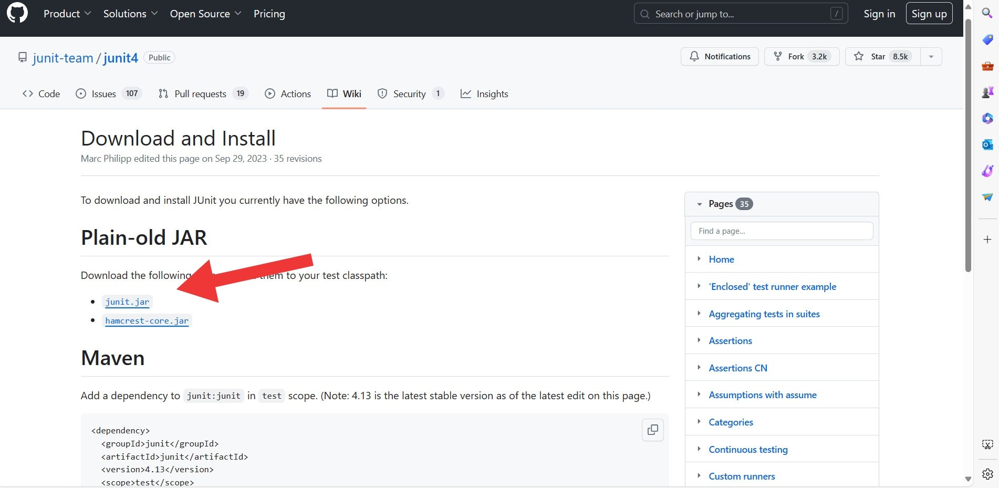 Product Solutions Open Source Pricing Search or jump to... / Sign in Sign up
junit-team / junit4 Public Notifications Fork 3.2k Star 8.5k
Code Issues 107 Pull requests 19 Actions Wiki Security 1 Insights
Download and Install
Marc Philipp edited this page on Sep 29, 2023 · 35 revisions
To download and install JUnit you currently have the following options.
Plain-old JAR
Download the following them to your test classpath:
junit.jar
hamcrest-core.jar
Maven
Add a dependency to junit:junit in test scope. (Note: 4.13 is the latest stable version as of the latest edit on this page.)
<dependency>
<groupId>junit</groupId>
<artifactId>junit</artifactId>
<version>4.13</version>
<scope>test</scope>
Pages 35
Find a page...
Home
'Enclosed' test runner example
Aggregating tests in suites
Assertions
Assertions CN
Assumptions with assume
Categories
Continuous testing
Custom runners